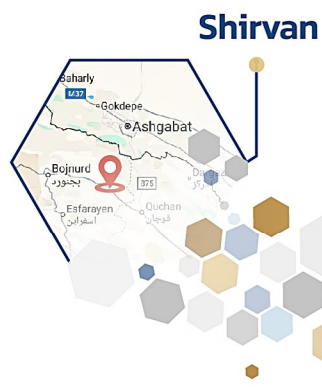 Shirvan
Baharly
M37
Gokdepe
Ashgabat
Bojnurd
بجنورد
375
Esfarayen
اسفراین
Quchan
قوچان